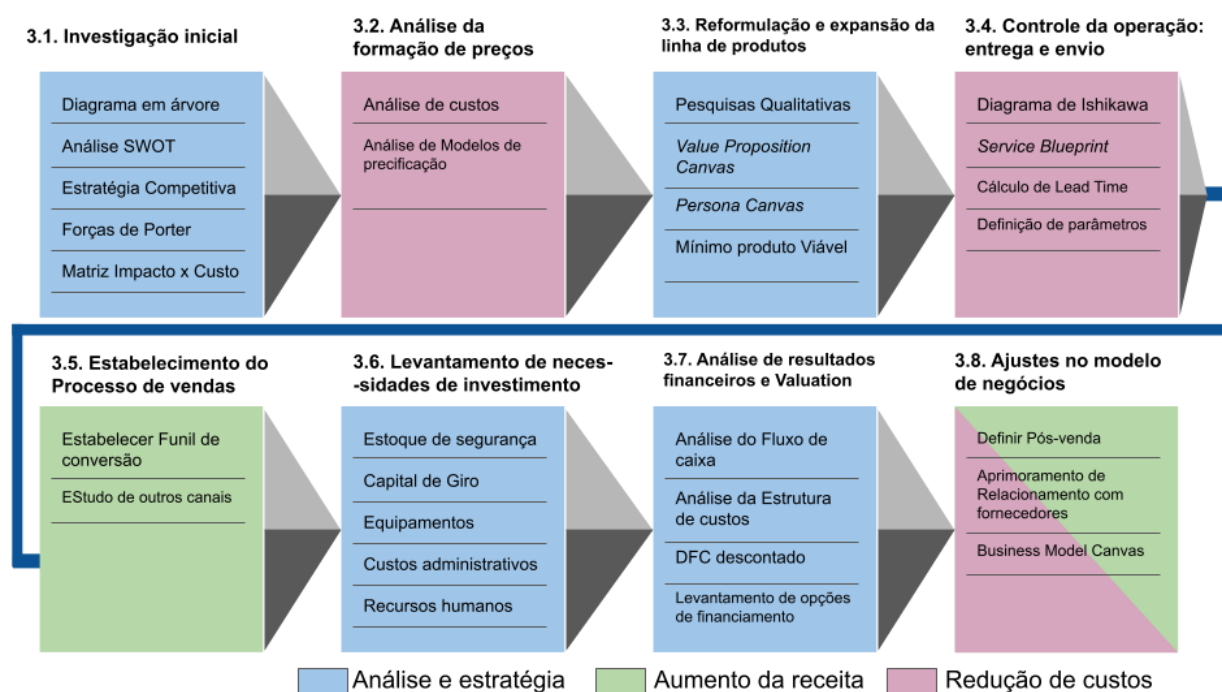 3.1. Investigação inicial
Diagrama em árvore
Análise SWOT
Estratégia Competitiva
Forças de Porter
Matriz Impacto x Custo
3.2. Análise da
formação de preços
Análise de custos
Análise de Modelos de
precificação
3.3. Reformulação e expansão da
linha de produtos
Pesquisas Qualitativas
Value Proposition
Canvas
Persona Canvas
Mínimo produto Viável
3.4. Controle da operação:
entrega e envio
Diagrama de Ishikawa
Service Blueprint
Cálculo de Lead Time
Definição de parâmetros
3.5. Estabelecimento do
Processo de vendas
Estabelecer Funil de
conversão
EStudo de outros canais
3.6. Levantamento de neces-
-sidades de investimento
Estoque de segurança
Capital de Giro
Equipamentos
Custos administrativos
Recursos humanos
3.7. Análise de resultados
financeiros e Valuation
Análise do Fluxo de
caixa
Análise da Estrutura
de custos
DFC descontado
Levantamento de opções
de financiamento
3.8. Ajustes no modelo
de negócios
Definir Pós-venda
Aprimoramento de
Relacionamento com
fornecedores
Business Model Canvas
Análise e estratégia
Aumento da receita
Redução de custos